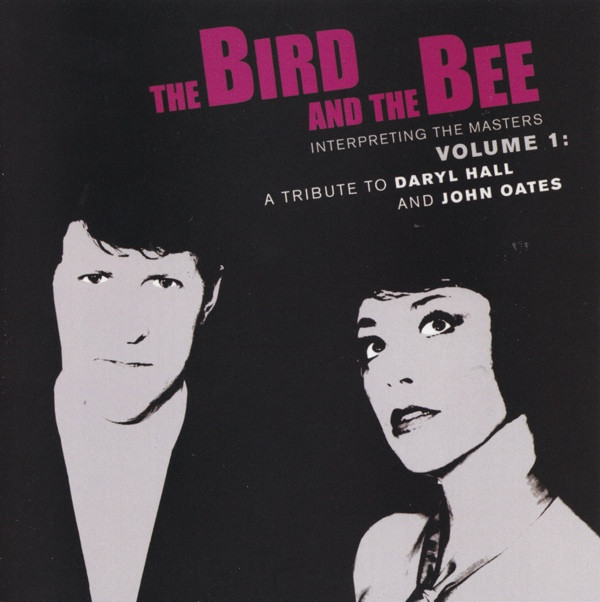 THE BIRD
AND THE BEE
INTERPRETING THE MASTERS
VOLUME 1:
A TRIBUTE TO DARYL HALL
AND JOHN OATES